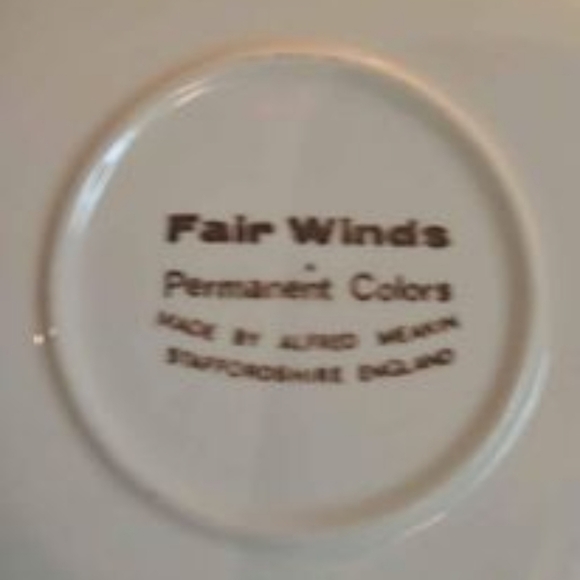 Fair Winds
Permanent Colors
MADE BY ALFRED MEAKIN
STAFFORDSHIRE ENGLAND